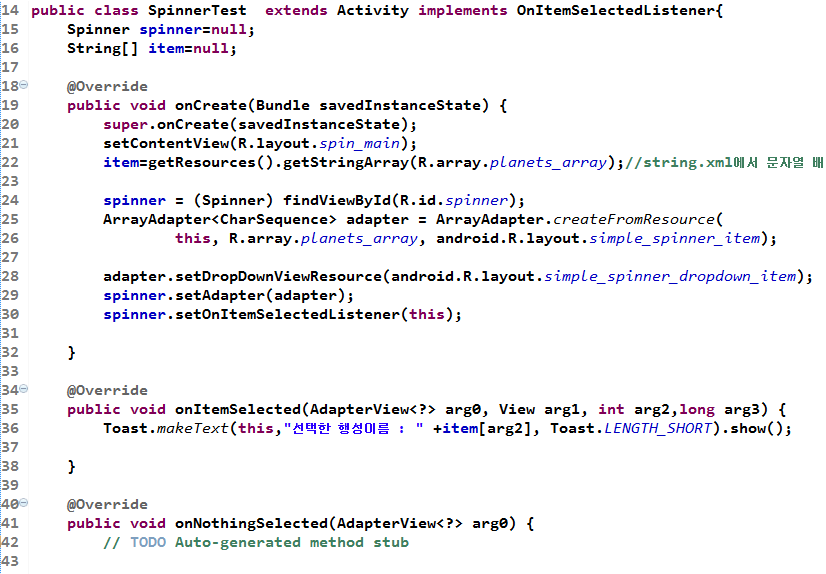 14 public class SpinnerTest  extends Activity implements OnItemSelectedListener{
15     Spinner spinner=null;
16     String[] item=null;
17
18     @Override
19     public void onCreate(Bundle savedInstanceState) {
20         super.onCreate(savedInstanceState);
21         setContentView(R.layout.spin_main);
22         item=getResources().getStringArray(R.array.planets_array);//string.xml에서 문자열 배
23
24         spinner = (Spinner) findViewById(R.id.spinner);
25         ArrayAdapter<CharSequence> adapter = ArrayAdapter.createFromResource(
26                 this, R.array.planets_array, android.R.layout.simple_spinner_item);
27
28         adapter.setDropDownViewResource(android.R.layout.simple_spinner_dropdown_item);
29         spinner.setAdapter(adapter);
30         spinner.setOnItemSelectedListener(this);
31
32     }
33
34     @Override
35     public void onItemSelected(AdapterView<?> arg0, View arg1, int arg2,long arg3) {
36         Toast.makeText(this,"선택한 행성이름 : " +item[arg2], Toast.LENGTH_SHORT).show();
37
38     }
39
40     @Override
41     public void onNothingSelected(AdapterView<?> arg0) {
42         // TODO Auto-generated method stub
43